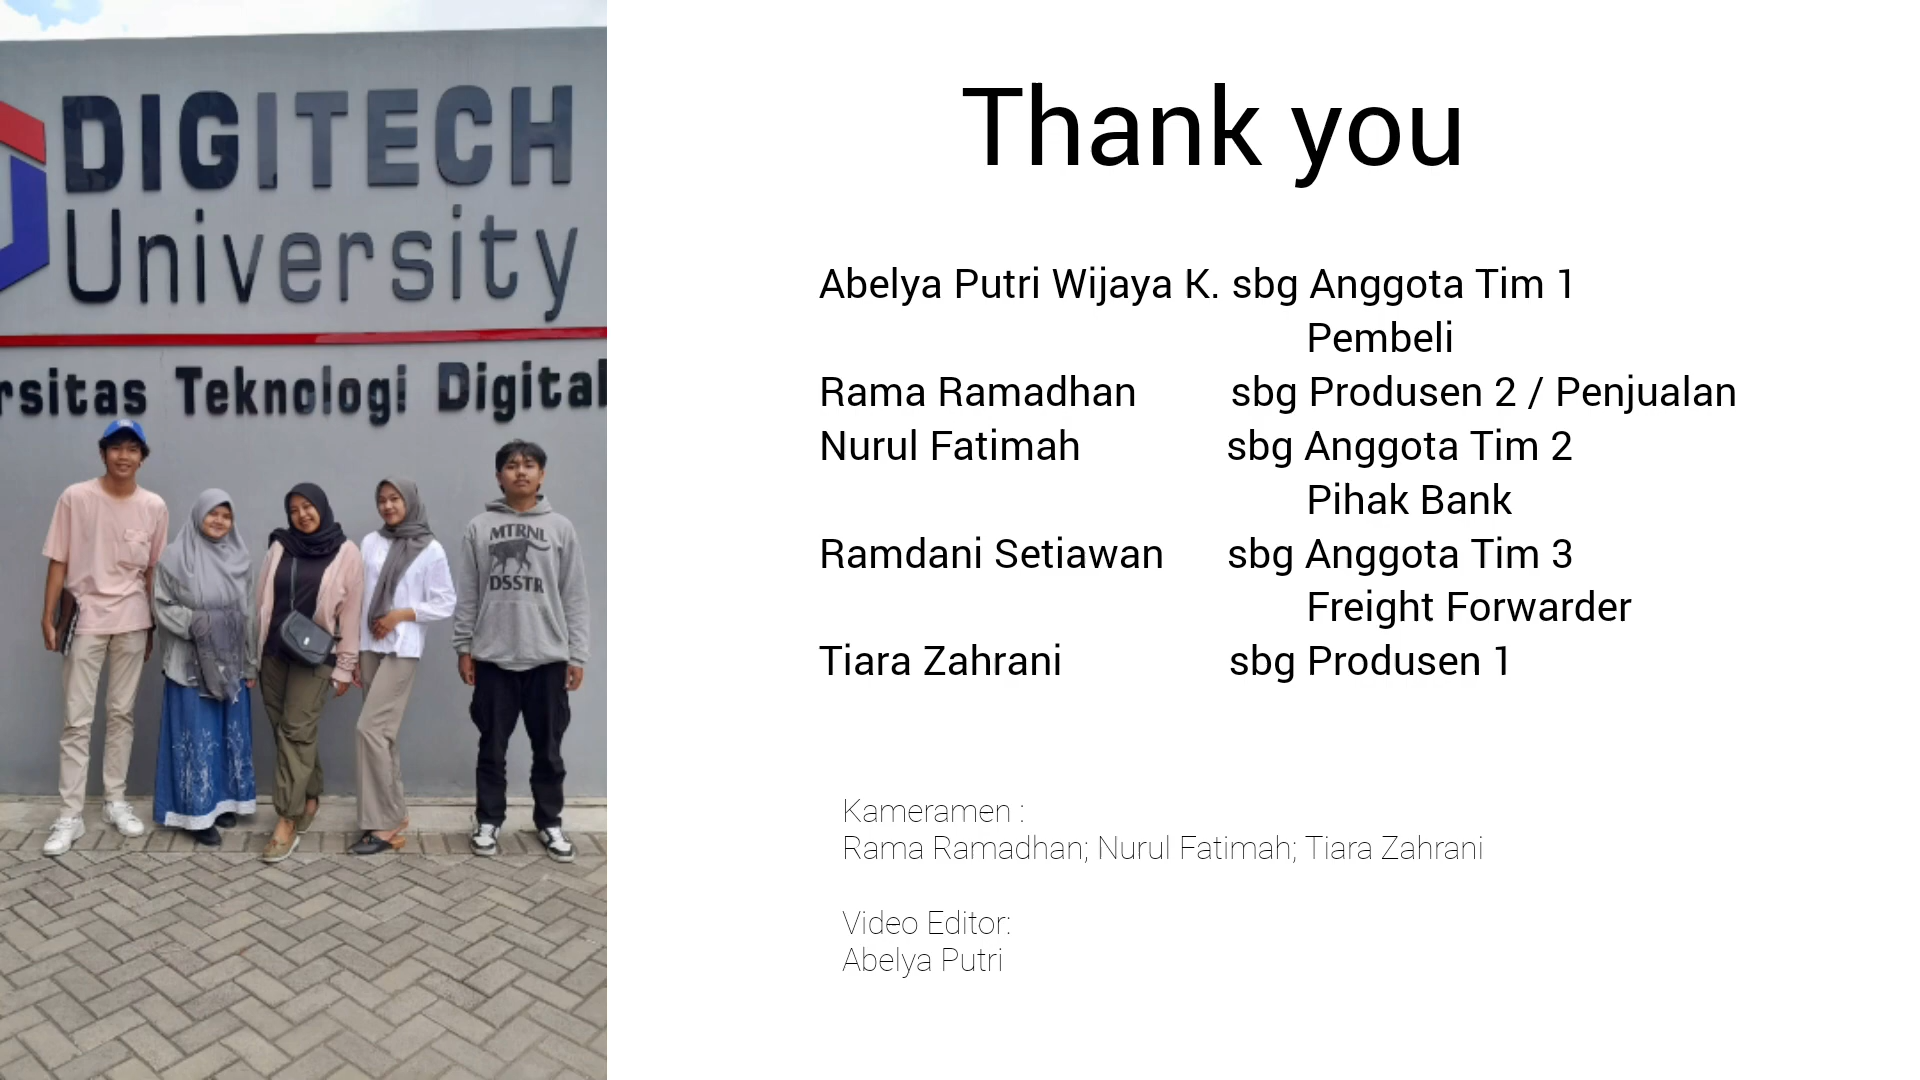 DIGITECH
University
rsitas Teknologi Digital
MTRNL
DSSTR
Thank you
Abelya Putri Wijaya K. sbg Anggota Tim 1
Pembeli
Rama Ramadhan sbg Produsen 2 / Penjualan
Nurul Fatimah sbg Anggota Tim 2
Pihak Bank
Ramdani Setiawan sbg Anggota Tim 3
Freight Forwarder
Tiara Zahrani sbg Produsen 1
Kameramen :
Rama Ramadhan; Nurul Fatimah; Tiara Zahrani
Video Editor:
Abelya Putri